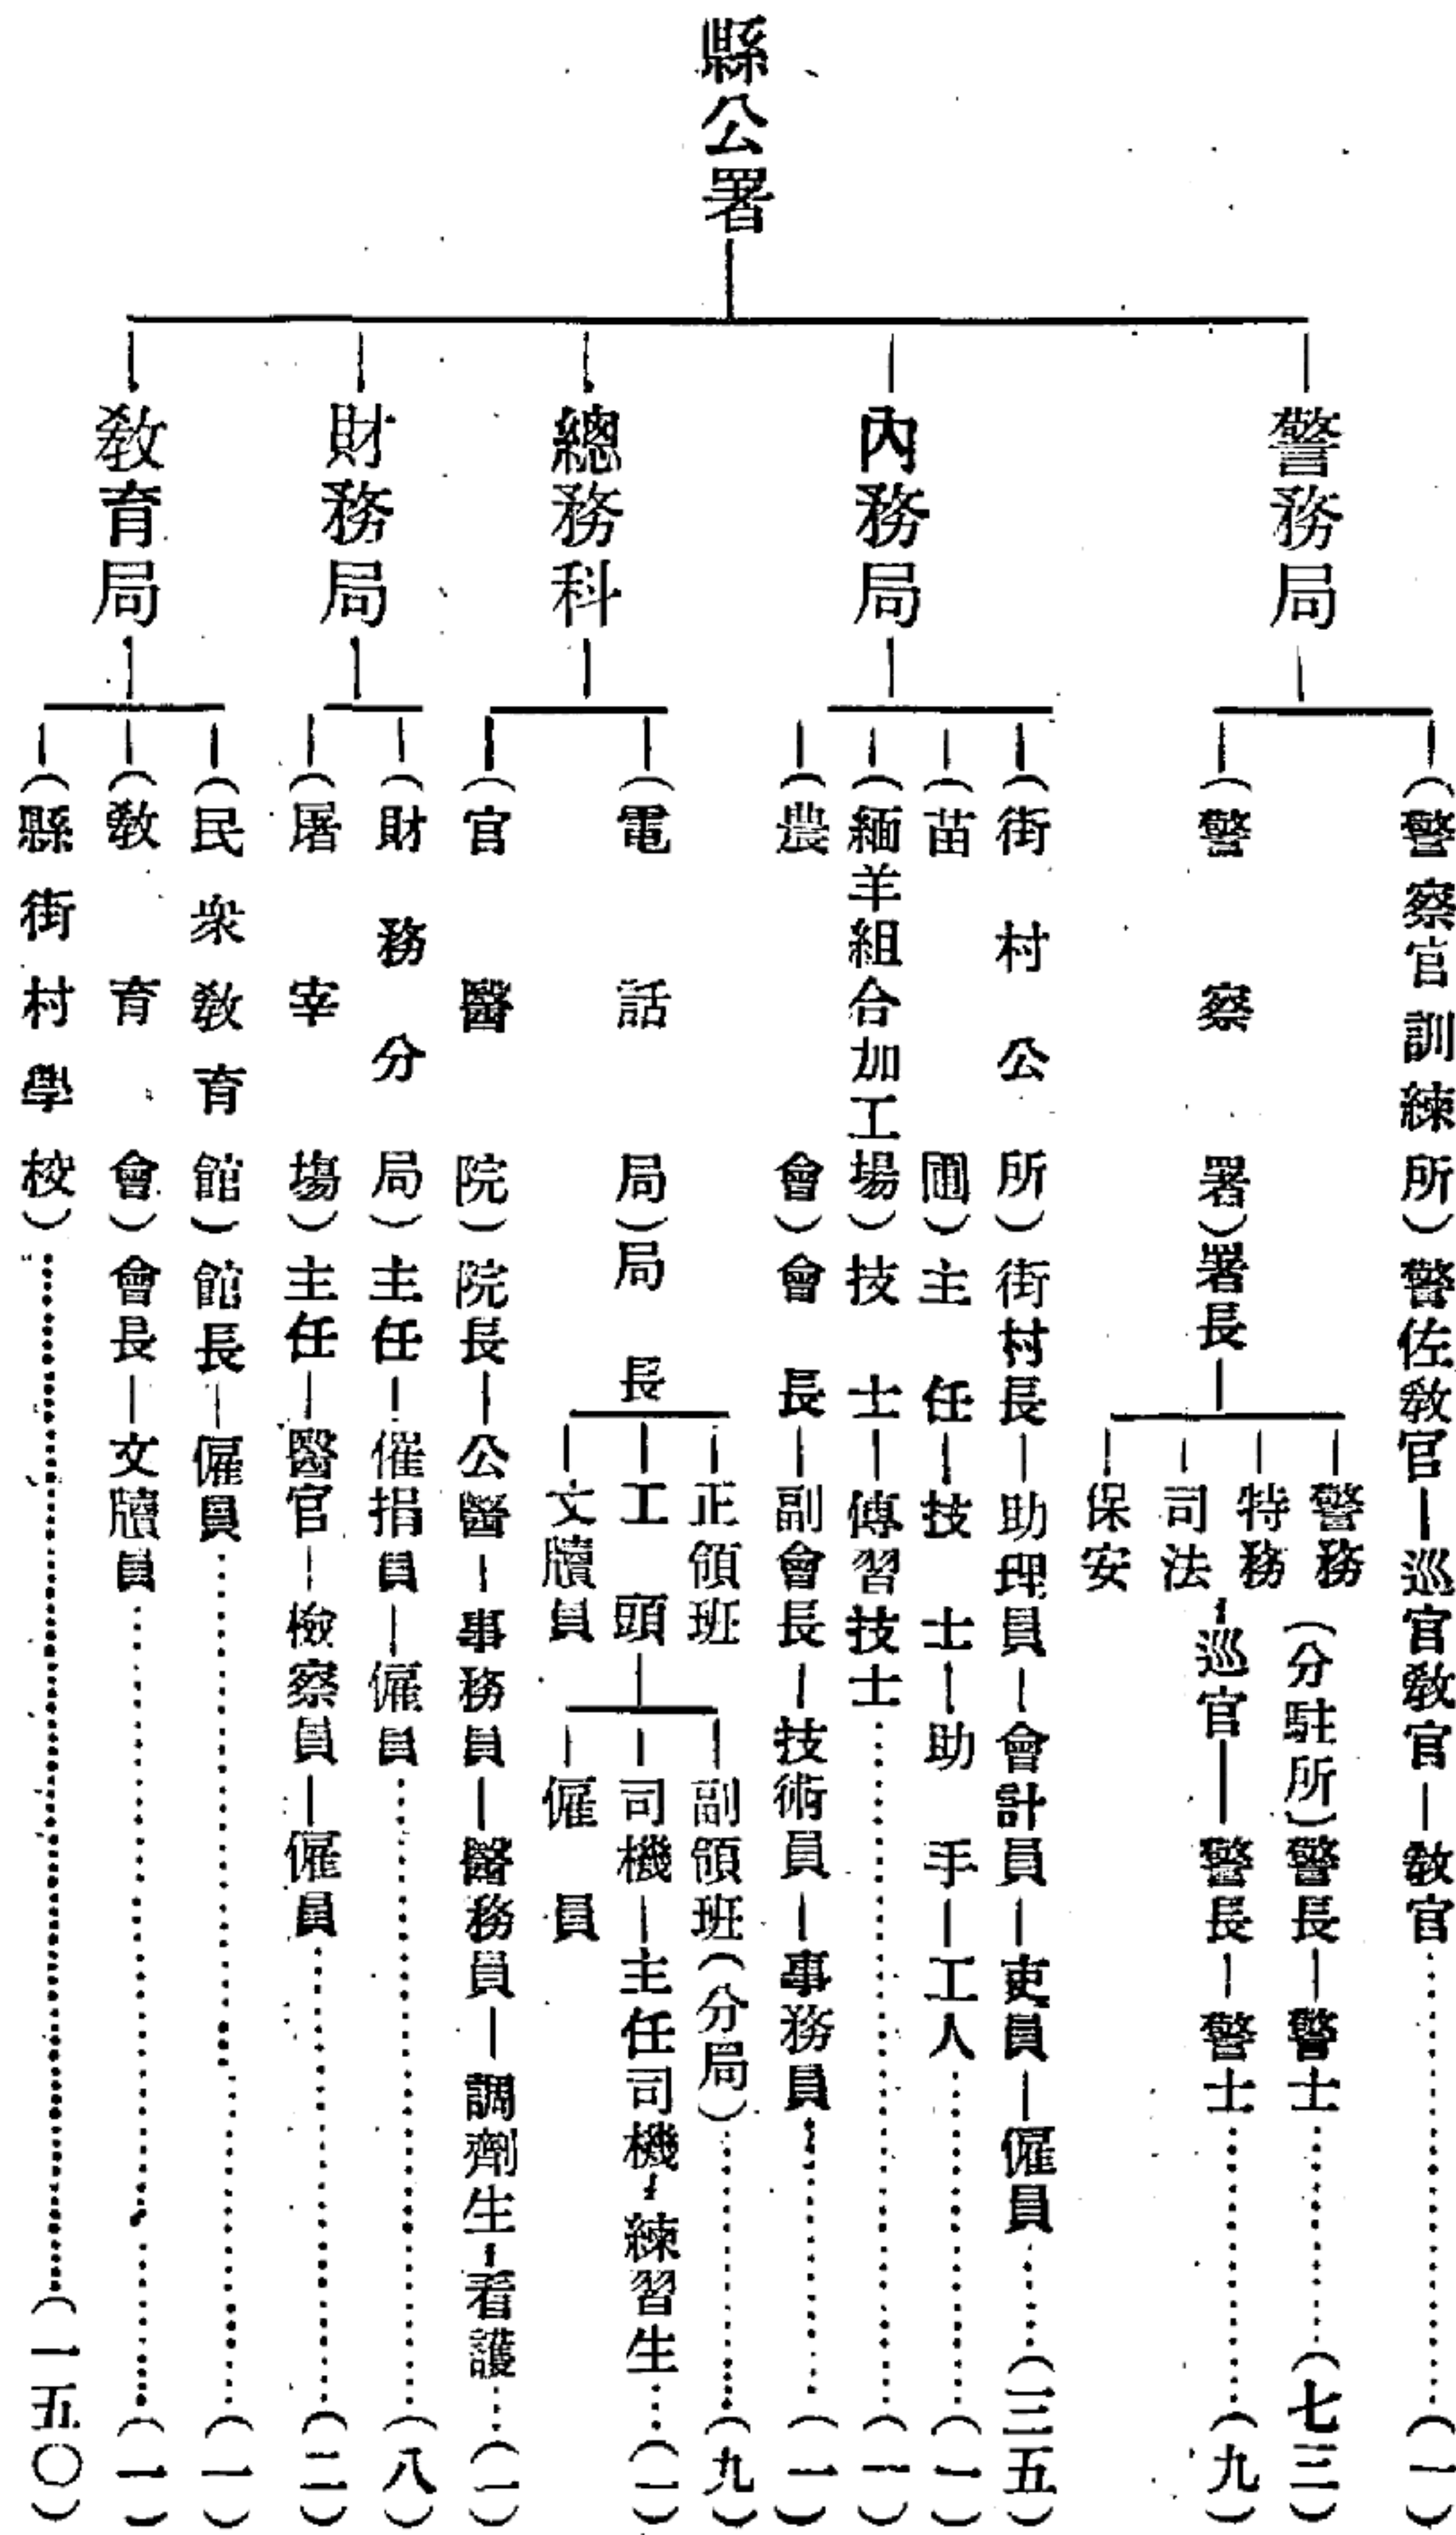 縣公署
警務局
(警察官訓練所)警佐教官—巡官教官—教官……(一)
(警察署)署長
警務
特務
司法
保安
(分駐所)警長—警士……(七三)
巡官—警長—警士……(九)
內務局
(街村公所)街村長—助理員—會計員—吏員—僱員……(三五)
(苗圃)主任—技士—助手—工人……(一)
(緬羊組合加工場)技士—傳習技士……(一)
(農會)會長—副會長—技術員—事務員……(一)
總務科
(電話局)局長
正領班
工頭
文牘員
副領班(分局)……(九)
司機—主任司機—練習生……(一)
僱員
(官醫院)院長—公醫—事務員—醫務員—調劑生—看護……(一)
財務局
(財務分局)主任—催捐員—僱員……(八)
(屠宰場)主任—醫官—檢察員—僱員……(二)
教育局
(民衆教育館)館長—僱員……(一)
(教育會)會長—文牘員……(一)
(縣街村學校)……(一五〇)